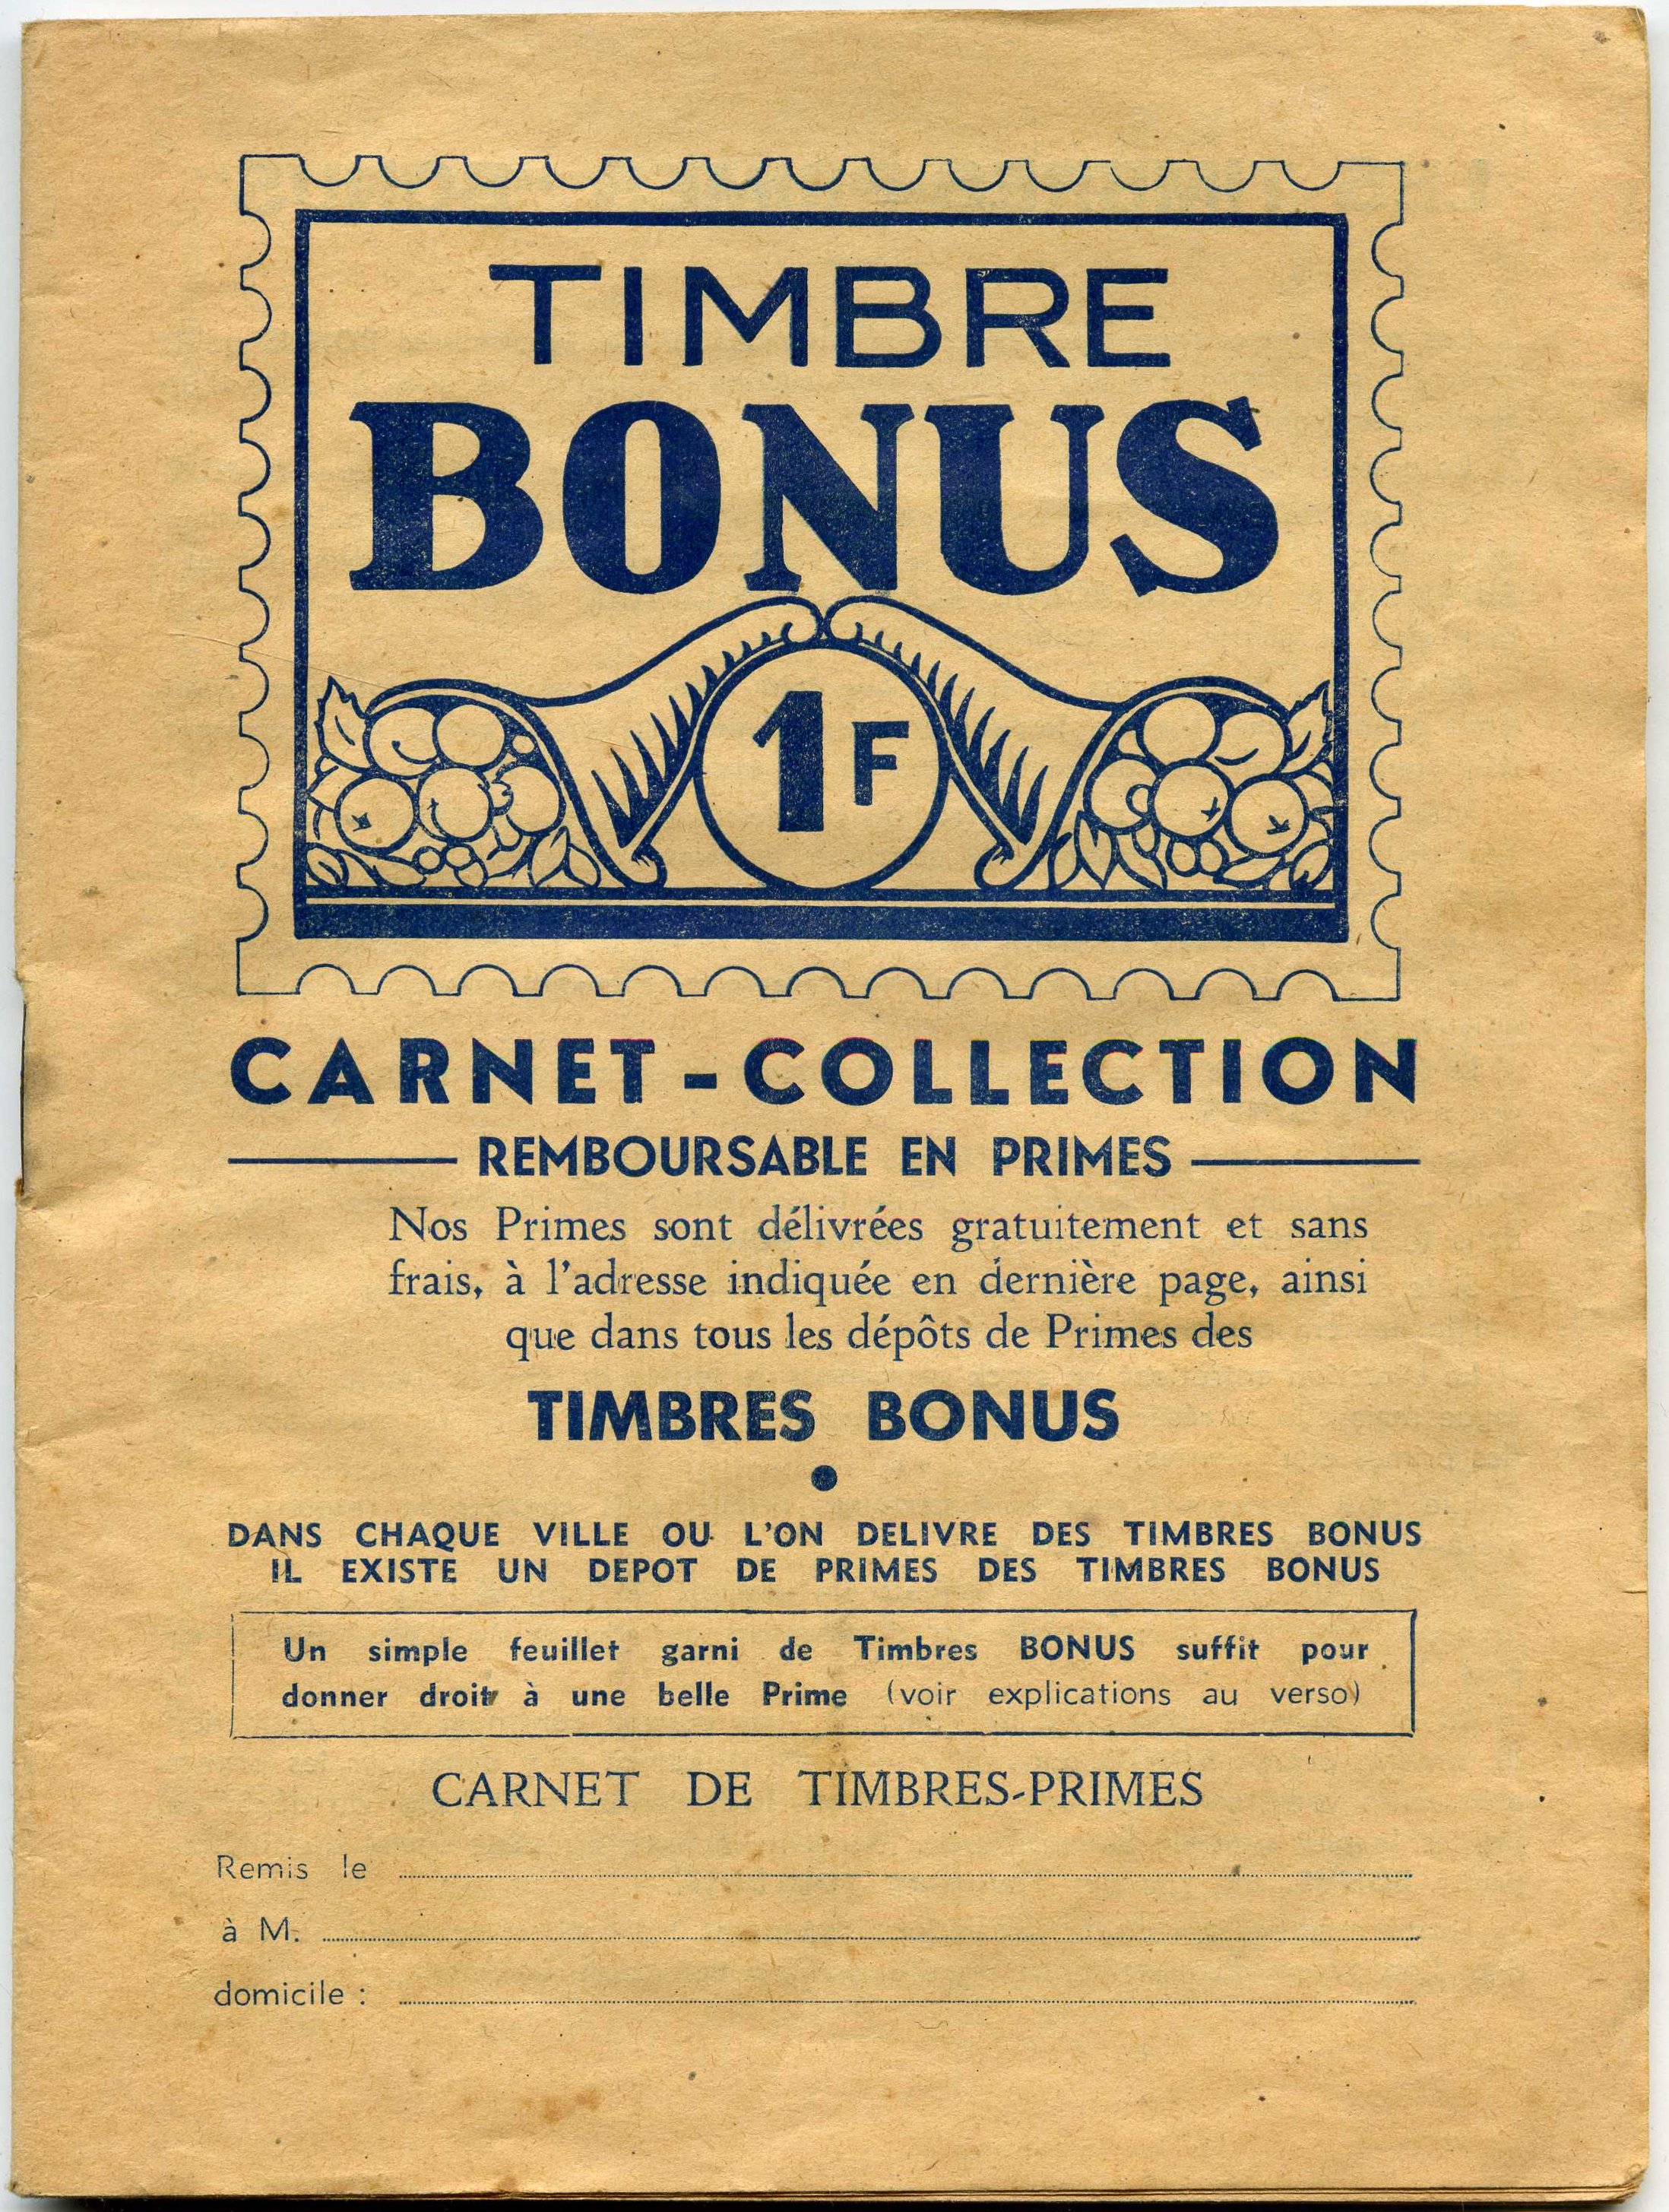 TIMBRE
BONUS
1F
CARNET-COLLECTION
REMBOURSABLE EN PRIMES
Nos Primes sont délivrées gratuitement et sans
frais, à l'adresse indiquée en dernière page, ainsi
que dans tous les dépôts de Primes des
TIMBRES BONUS
DANS CHAQUE VILLE OU L'ON DELIVRE DES TIMBRES BONUS
IL EXISTE UN DEPOT DE PRIMES DES TIMBRES BONUS
Un simple feuillet garni de Timbres BONUS suffit pour
donner droit à une belle Prime (voir explications au verso)
CARNET DE TIMBRES-PRIMES
Remis le
à M.
domicile :